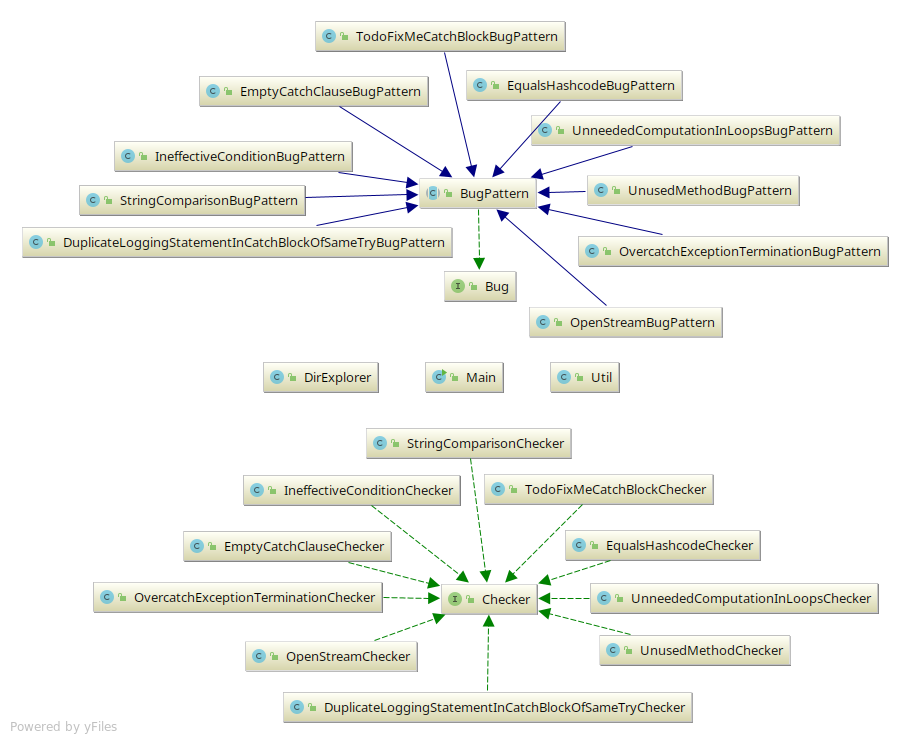 TodoFixMeCatchBlockBugPattern
EqualsHashcodeBugPattern
EmptyCatchClauseBugPattern
UnneededComputationInLoopsBugPattern
IneffectiveConditionBugPattern
UnusedMethodBugPattern
BugPattern
StringComparisonBugPattern
DuplicateLoggingStatementInCatchBlockOfSameTryBugPattern
OvercatchExceptionTerminationBugPattern
Bug
OpenStreamBugPattern
DirExplorer
Main
Util
StringComparisonChecker
IneffectiveConditionChecker
TodoFixMeCatchBlockChecker
EmptyCatchClauseChecker
EqualsHashcodeChecker
OvercatchExceptionTerminationChecker
Checker
UnneededComputationInLoopsChecker
OpenStreamChecker
UnusedMethodChecker
DuplicateLoggingStatementInCatchBlockOfSameTryChecker
Powered by yFiles